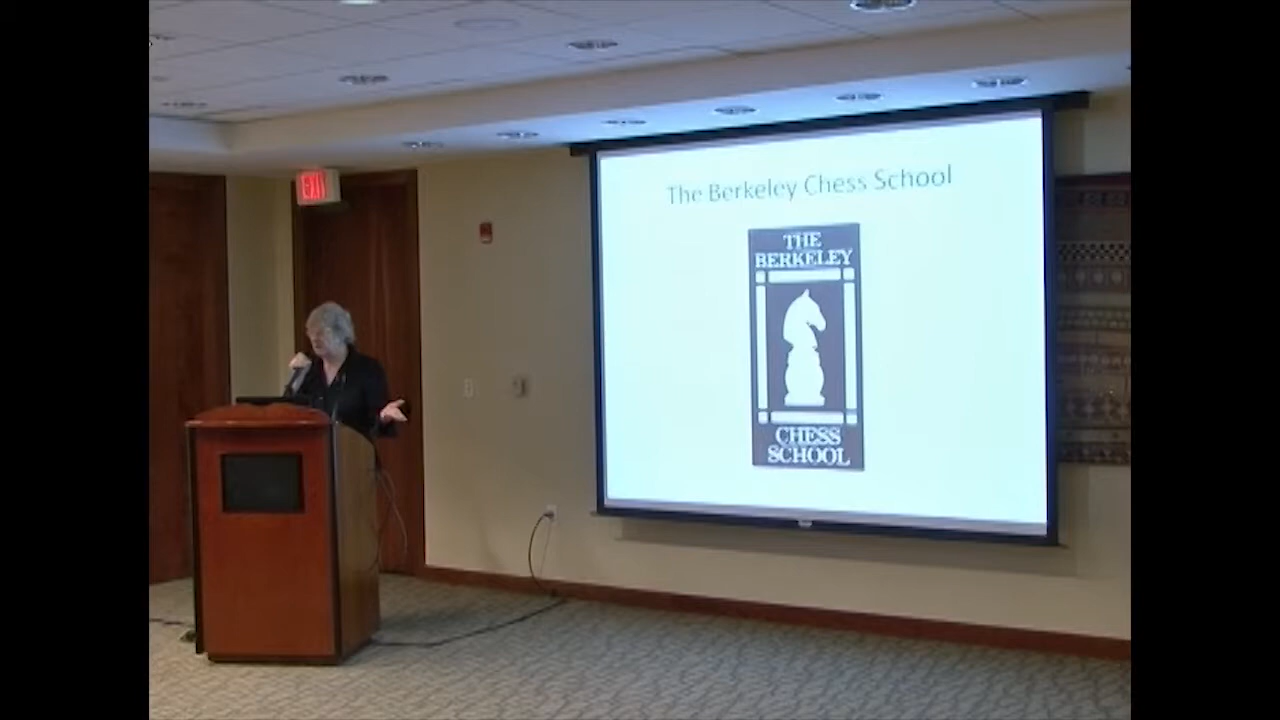 EXIT
The Berkeley Chess School
THE
BERKELEY
CHESS
SCHOOL